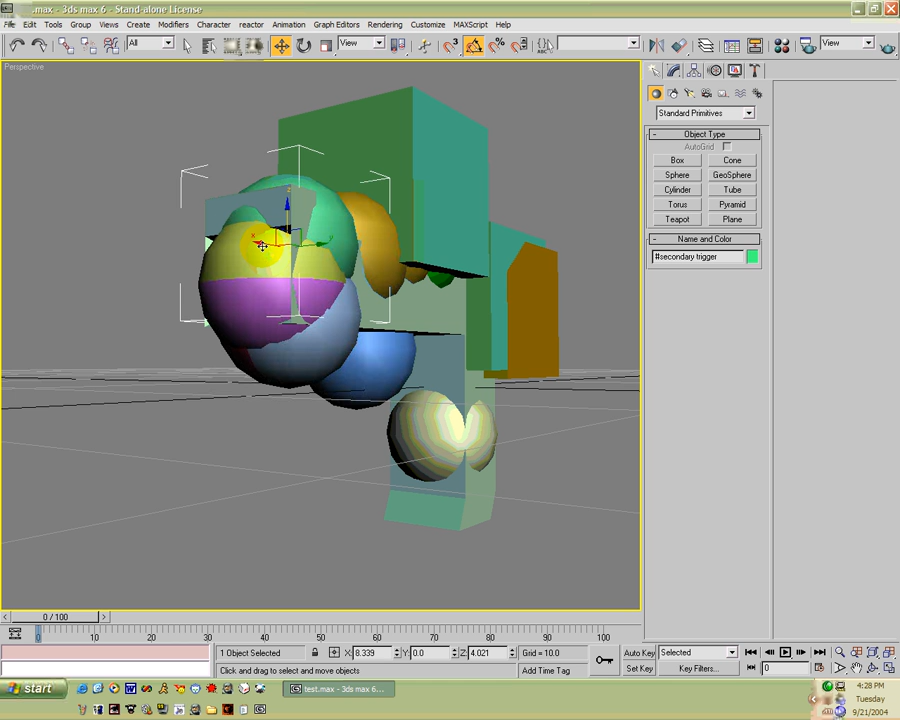 .max - 3ds max 6 - Stand-alone License
File Edit Tools Group Views Create Modifiers Character reactor Animation Graph Editors Rendering Customize MAXScript Help
All View View
Perspective
Standard Primitives
- Object Type
AutoGrid
Box Cone
Sphere GeoSphere
Cylinder Tube
Torus Pyramid
Teapot Plane
- Name and Color
#secondary trigger
z
x y
0 / 100
0 10 20 30 40 50 60 70 80 90 100
1 Object Selected X: 8.339 Y: 0.0 Z: 4.021 Grid = 10.0 Auto Key Selected
Click and drag to select and move objects Add Time Tag Set Key Key Filters... 0
start test.max - 3ds max 6... 4:28 PM
Tuesday
9/21/2004